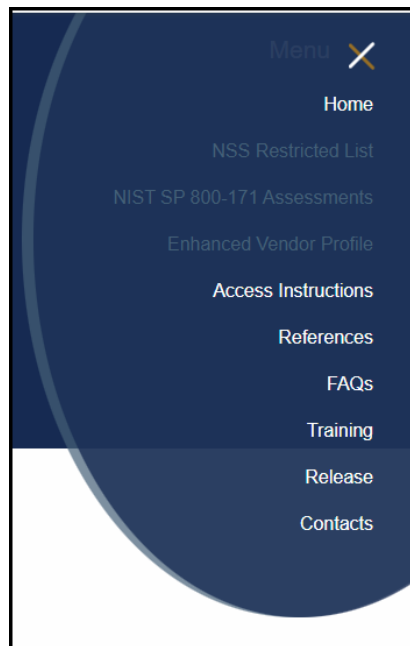 Menu
Home
NSS Restricted List
NIST SP 800-171 Assessments
Enhanced Vendor Profile
Access Instructions
References
FAQs
Training
Release
Contacts